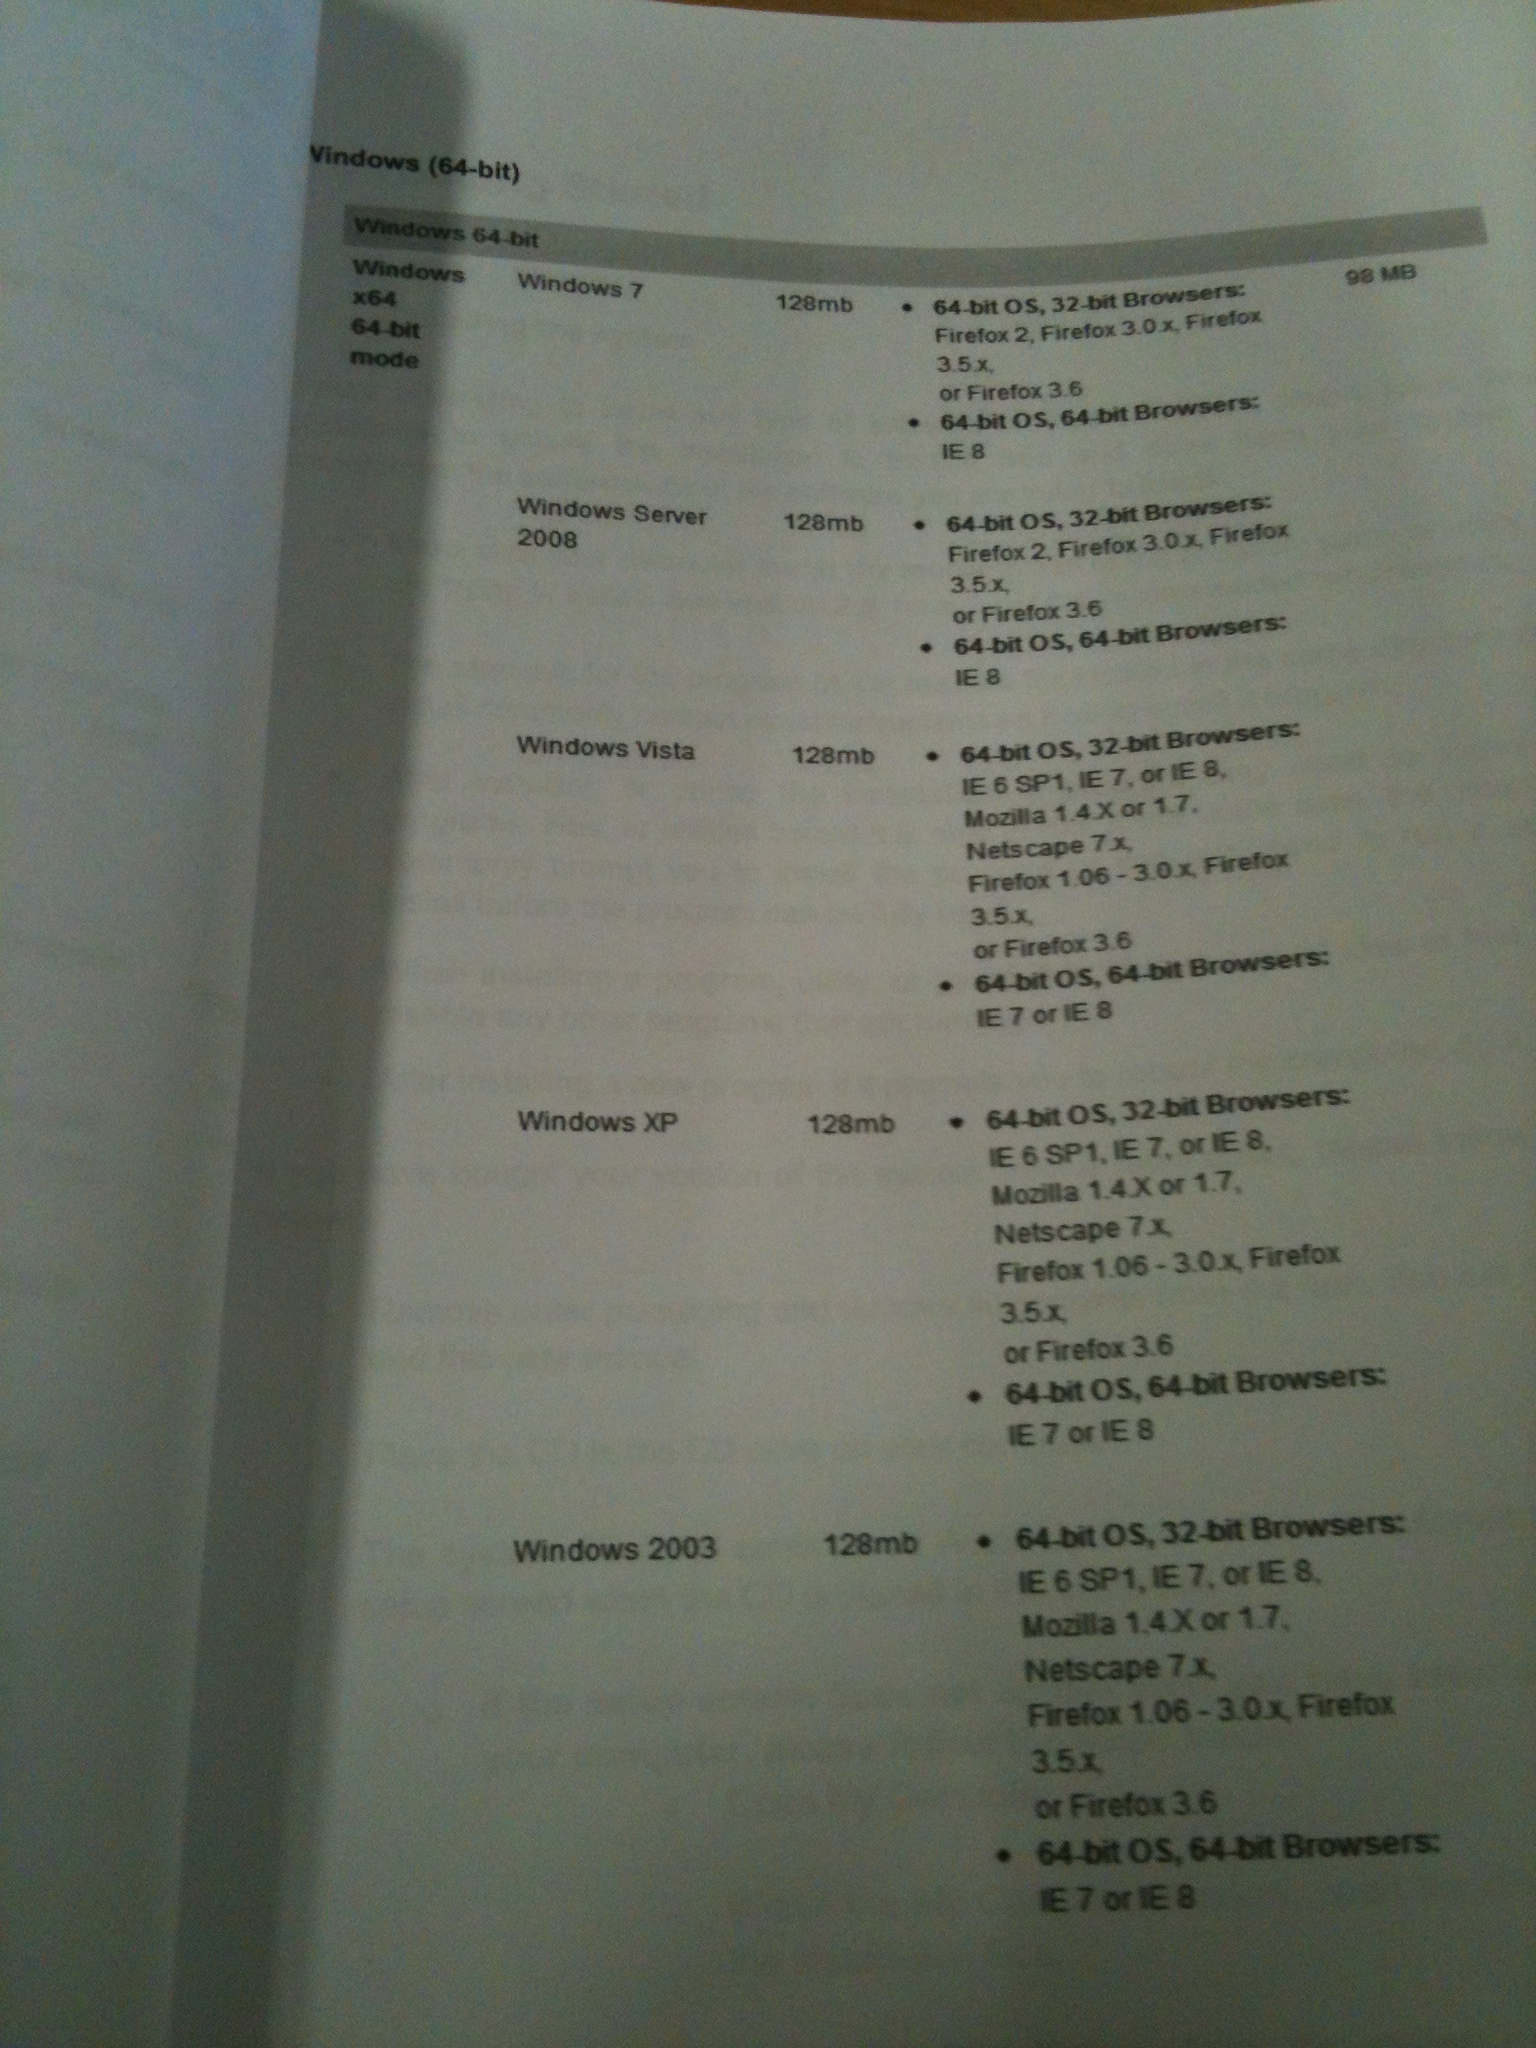 Windows (64-bit)
Windows 64-bit
Windows
x64
64-bit
mode
Windows 7
128mb
• 64-bit OS, 32-bit Browsers:
Firefox 2, Firefox 3.0.x, Firefox
3.5.x,
or Firefox 3.6
• 64-bit OS, 64-bit Browsers:
IE 8
98 MB
Windows Server
2008
128mb
• 64-bit OS, 32-bit Browsers:
Firefox 2, Firefox 3.0.x, Firefox
3.5.x,
or Firefox 3.6
• 64-bit OS, 64-bit Browsers:
IE 8
Windows Vista
128mb
• 64-bit OS, 32-bit Browsers:
IE 6 SP1, IE 7, or IE 8,
Mozilla 1.4.X or 1.7,
Netscape 7.x,
Firefox 1.06 - 3.0.x, Firefox
3.5.x,
or Firefox 3.6
• 64-bit OS, 64-bit Browsers:
IE 7 or IE 8
Windows XP
128mb
• 64-bit OS, 32-bit Browsers:
IE 6 SP1, IE 7, or IE 8,
Mozilla 1.4.X or 1.7,
Netscape 7.x,
Firefox 1.06 - 3.0.x, Firefox
3.5.x,
or Firefox 3.6
• 64-bit OS, 64-bit Browsers:
IE 7 or IE 8
Windows 2003
128mb
• 64-bit OS, 32-bit Browsers:
IE 6 SP1, IE 7, or IE 8,
Mozilla 1.4.X or 1.7,
Netscape 7.x,
Firefox 1.06 - 3.0.x, Firefox
3.5.x,
or Firefox 3.6
• 64-bit OS, 64-bit Browsers:
IE 7 or IE 8